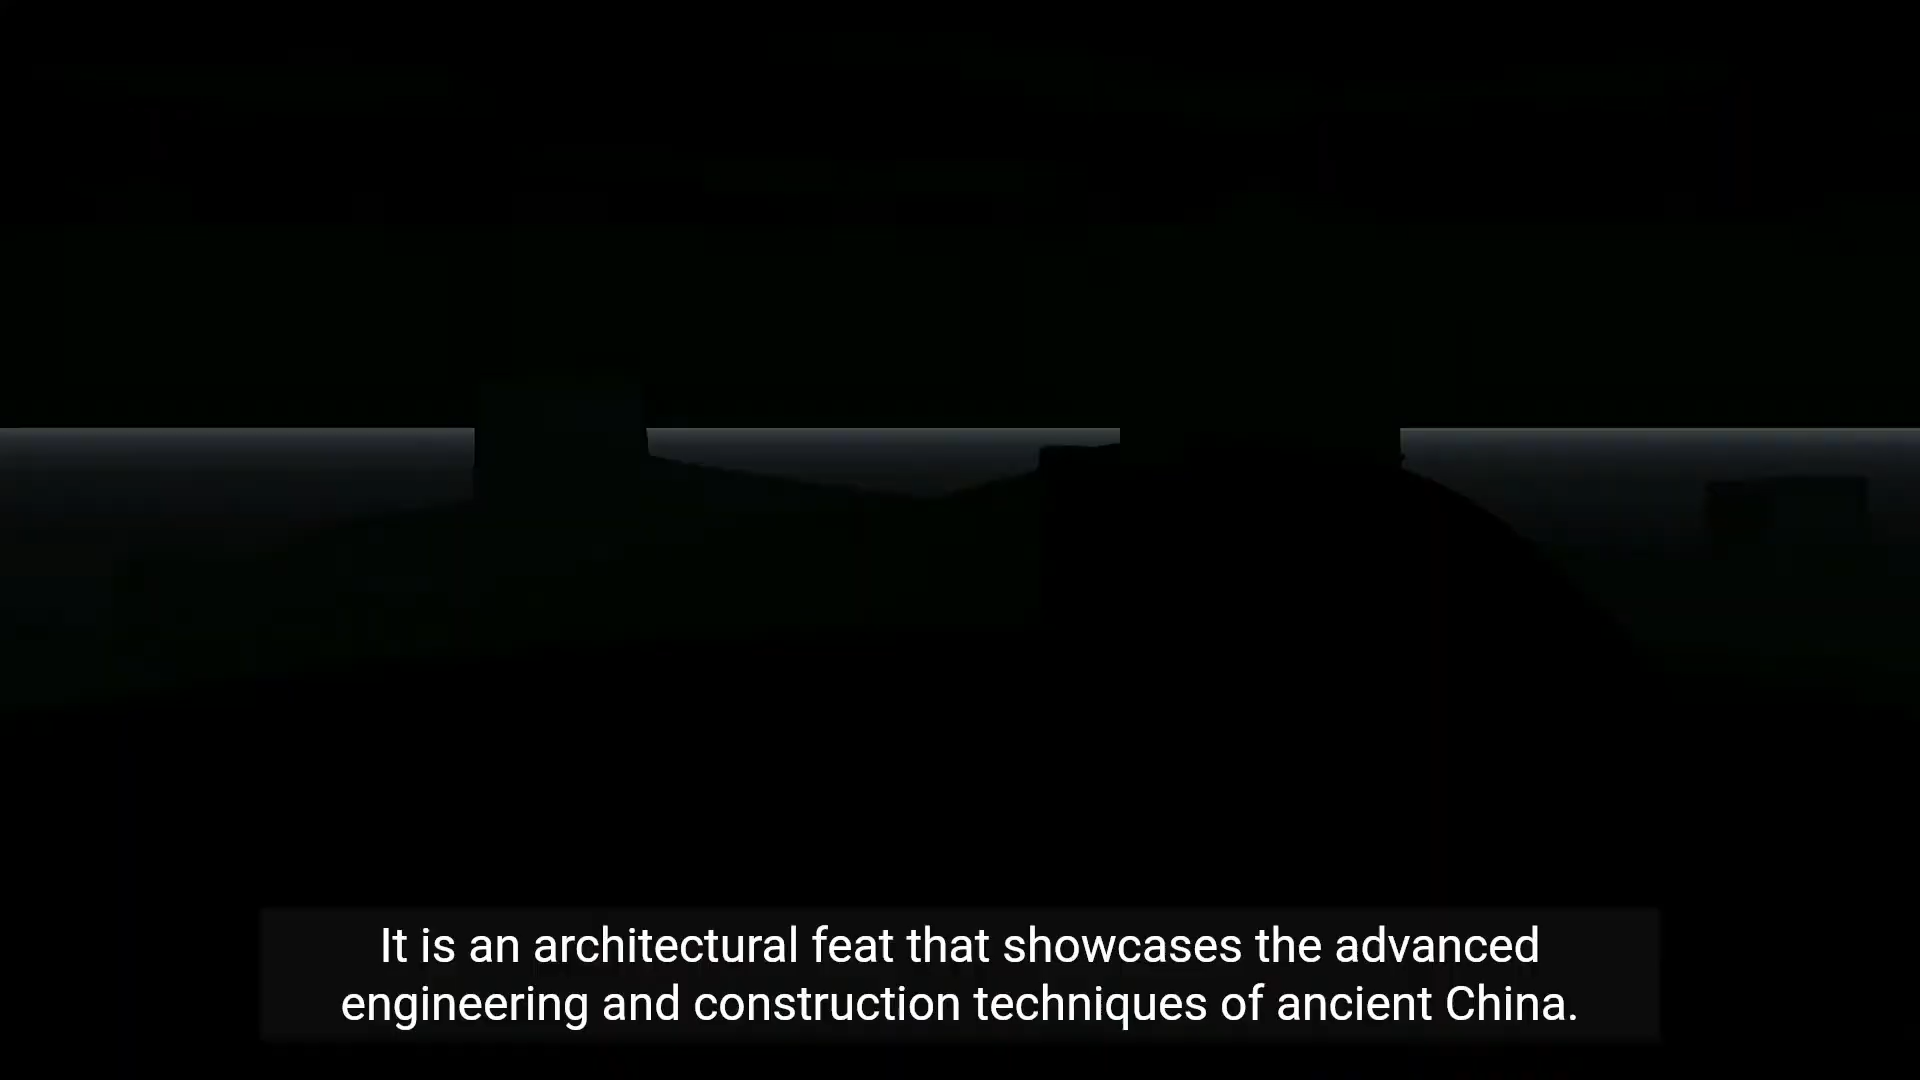 It is an architectural feat that showcases the advanced
engineering and construction techniques of ancient China.